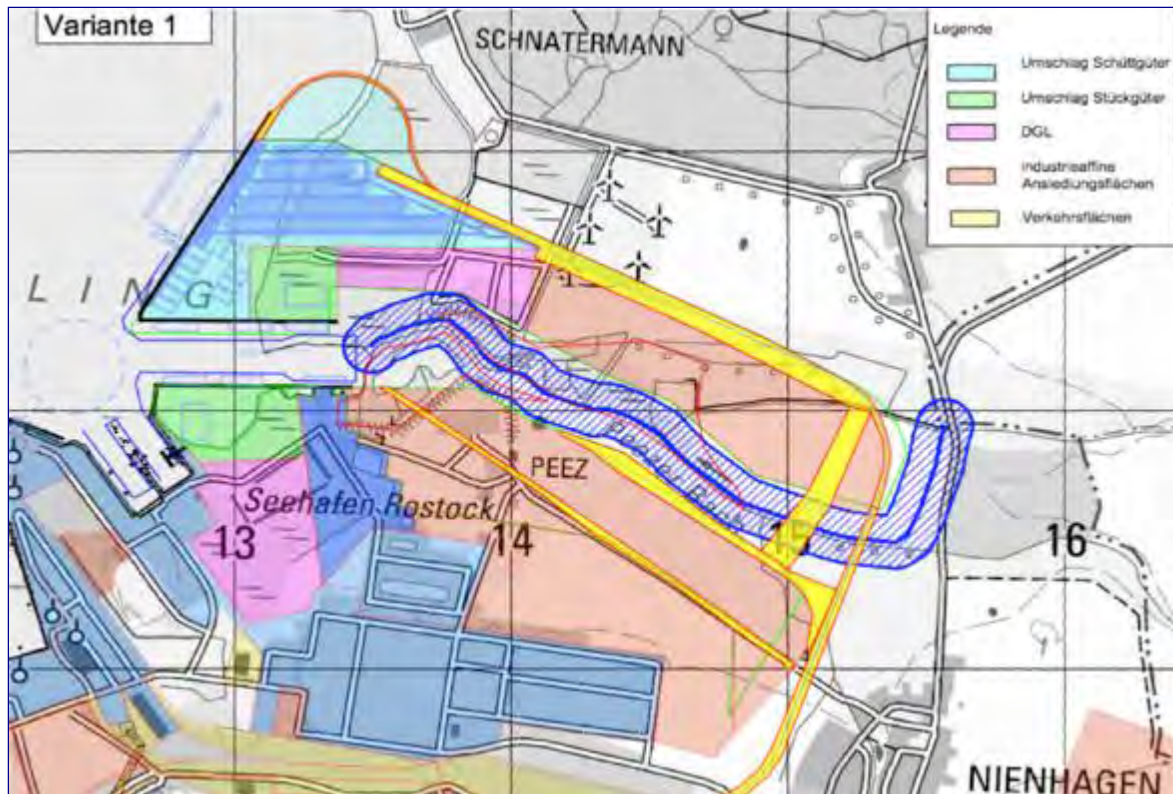 Variante 1
SCHNATERMANN
Legende
Umschlag Schüttgüter
Umschlag Stückgüter
DGL
Industrieaffine
Ansiedlungsflächen
Verkehrsflächen
L I N G
PEEZ
Seehafen Rostock
13
14
15
16
NIENHAGEN